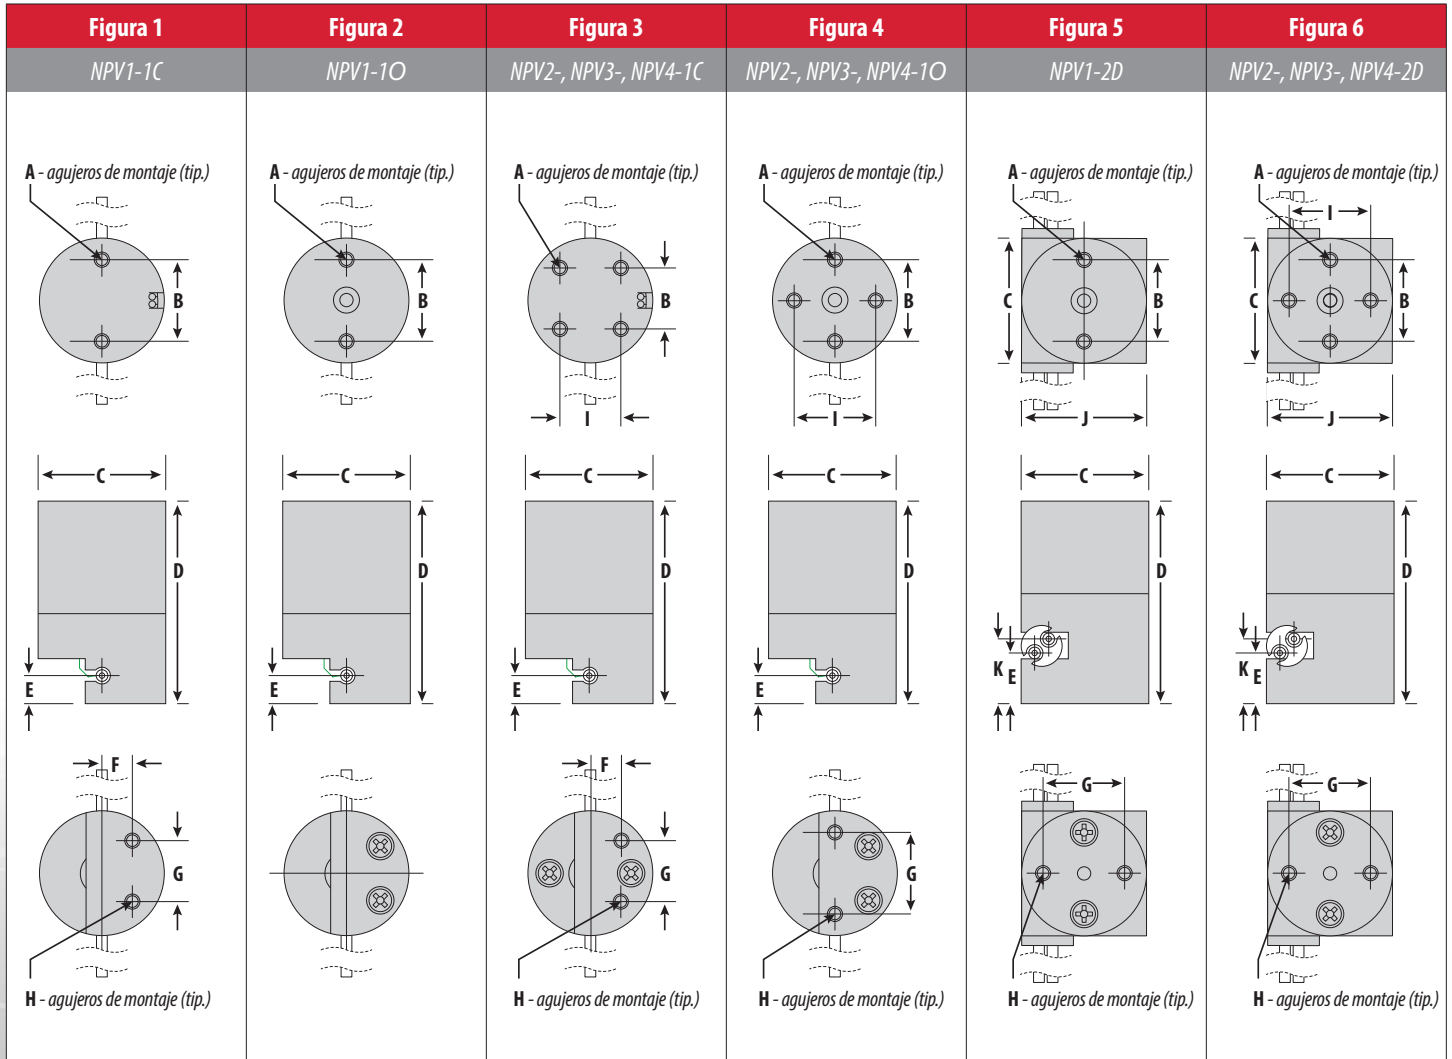 Figura 1 Figura 2 Figura 3 Figura 4 Figura 5 Figura 6
NPV1-1C NPV1-1O NPV2-, NPV3-, NPV4-1C NPV2-, NPV3-, NPV4-1O NPV1-2D NPV2-, NPV3-, NPV4-2D
A - agujeros de montaje (tip.) A - agujeros de montaje (tip.) A - agujeros de montaje (tip.) A - agujeros de montaje (tip.) A - agujeros de montaje (tip.) A - agujeros de montaje (tip.)
I
B B B B C B C B
I I J J
C C C C C C
D D D D D D
E E E E K E K E
F F G G
G G G
H - agujeros de montaje (tip.) H - agujeros de montaje (tip.) H - agujeros de montaje (tip.) H - agujeros de montaje (tip.) H - agujeros de montaje (tip.)